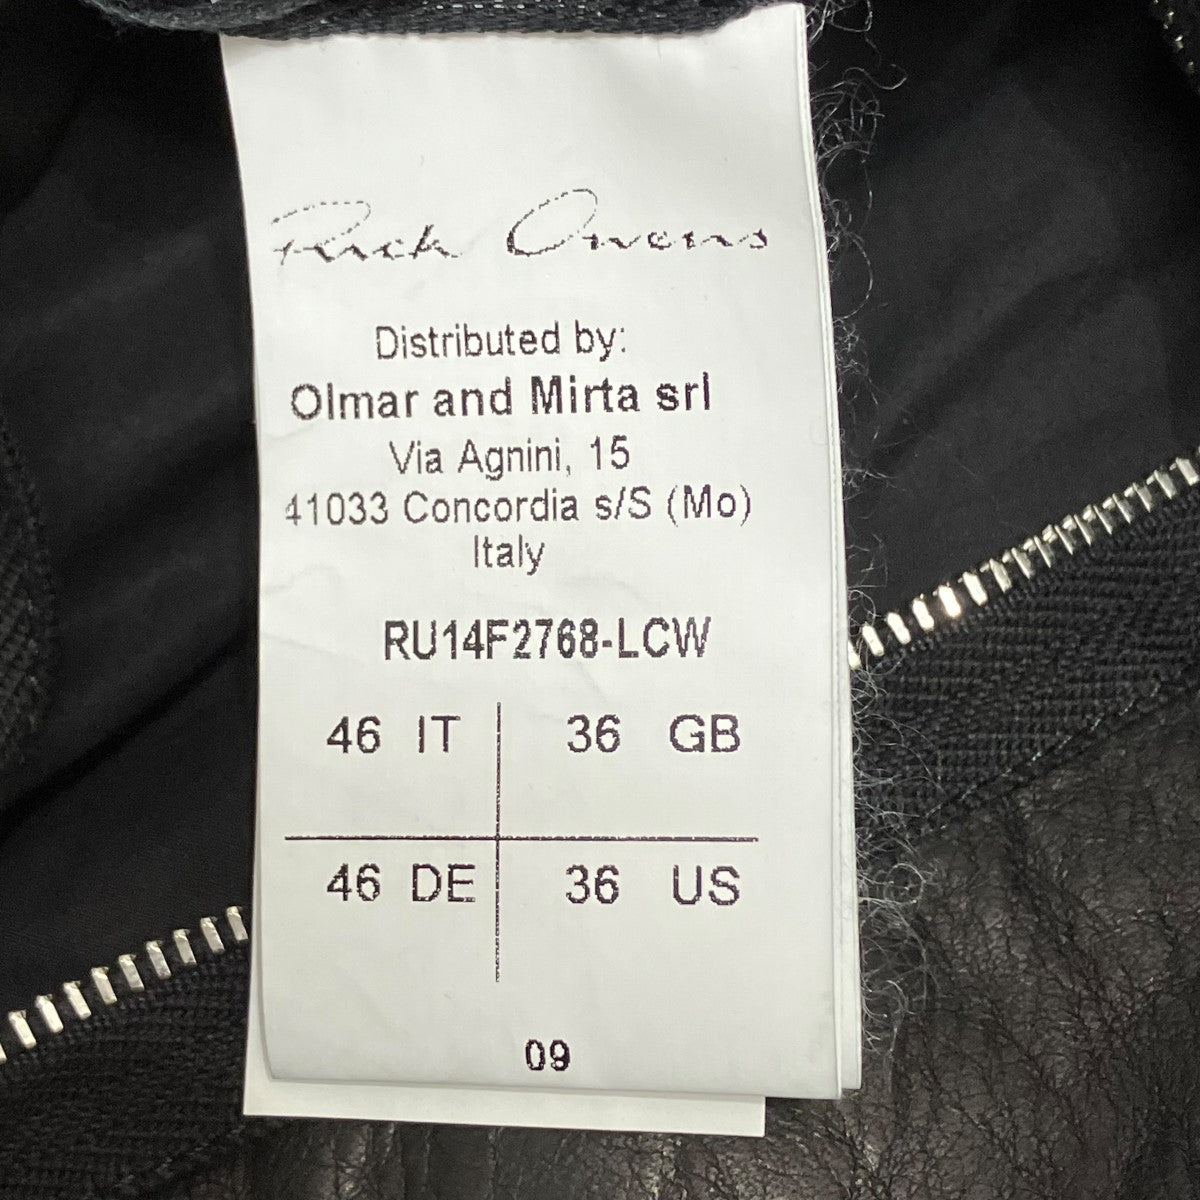 Rick Owens
Distributed by:
Olmar and Mirta srl
Via Agnini, 15
41033 Concordia s/S (Mo)
Italy
RU14F2768-LCW
46 IT 36 GB
46 DE 36 US
09